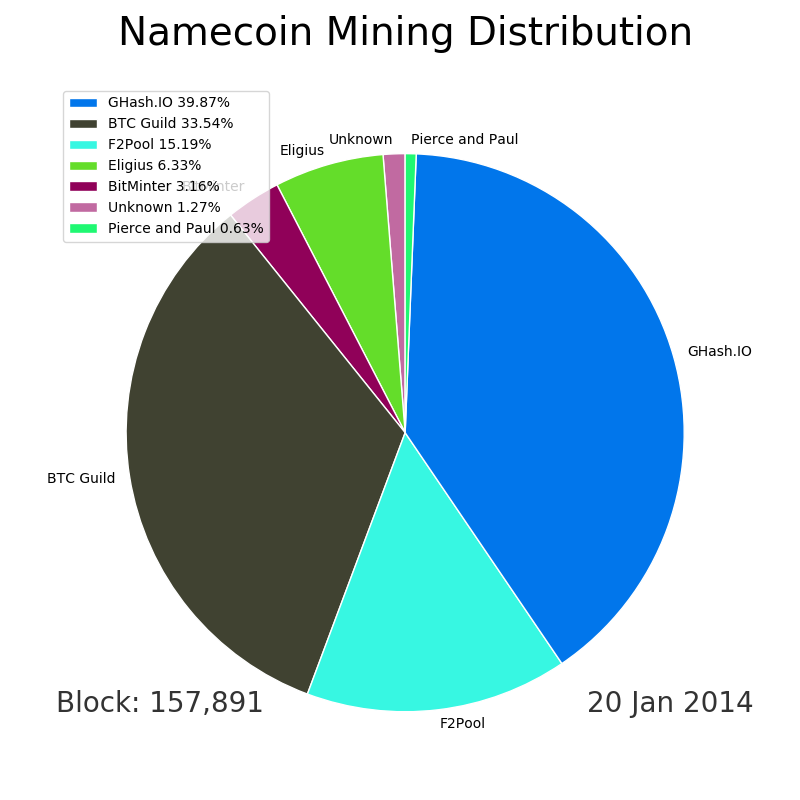 Namecoin Mining Distribution
GHash.IO 39.87%
BTC Guild 33.54%
F2Pool 15.19%
Eligius 6.33%
BitMinter 3.16%
Unknown 1.27%
Pierce and Paul 0.63%
Unknown
Pierce and Paul
Eligius
BitMinter
GHash.IO
BTC Guild
F2Pool
Block: 157,891
20 Jan 2014